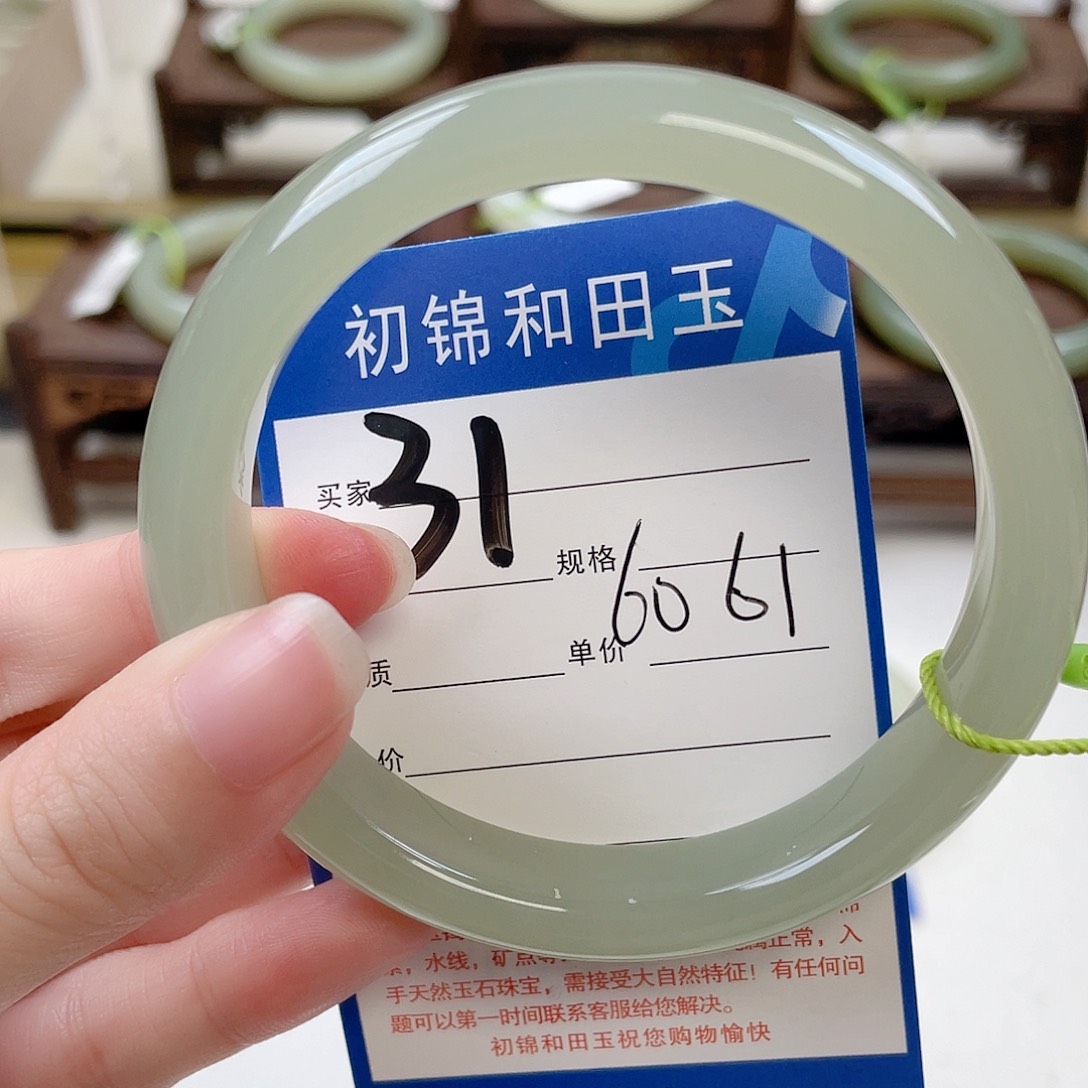 初锦和田玉
买家 31
规格 60 61
质 单价
价
属正常，入
，水线，矿点
手天然玉石珠宝，需接受大自然特征！有任何问
题可以第一时间联系客服给您解决。
初锦和田玉祝您购物愉快